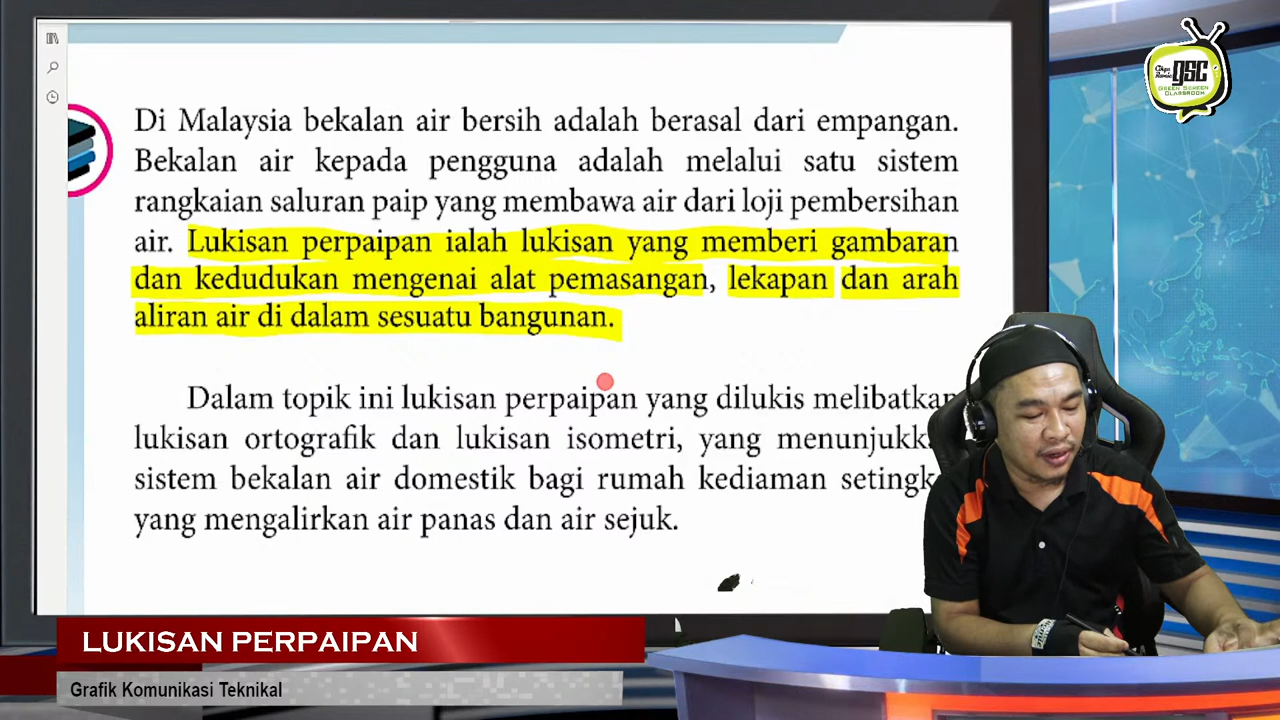 Di Malaysia bekalan air bersih adalah berasal dari empangan.
Bekalan air kepada pengguna adalah melalui satu sistem
rangkaian saluran paip yang membawa air dari loji pembersihan
air. Lukisan perpaipan ialah lukisan yang memberi gambaran
dan kedudukan mengenai alat pemasangan, lekapan dan arah
aliran air di dalam sesuatu bangunan.
Dalam topik ini lukisan perpaipan yang dilukis melibatkan
lukisan ortografik dan lukisan isometri, yang
sistem bekalan air domestik bagi rumah kediaman
yang mengalirkan air panas dan air sejuk.
LUKISAN PERPAIPAN
Grafik Komunikasi Teknikal
gsc
GREEN SCREEN
CLASSROOM